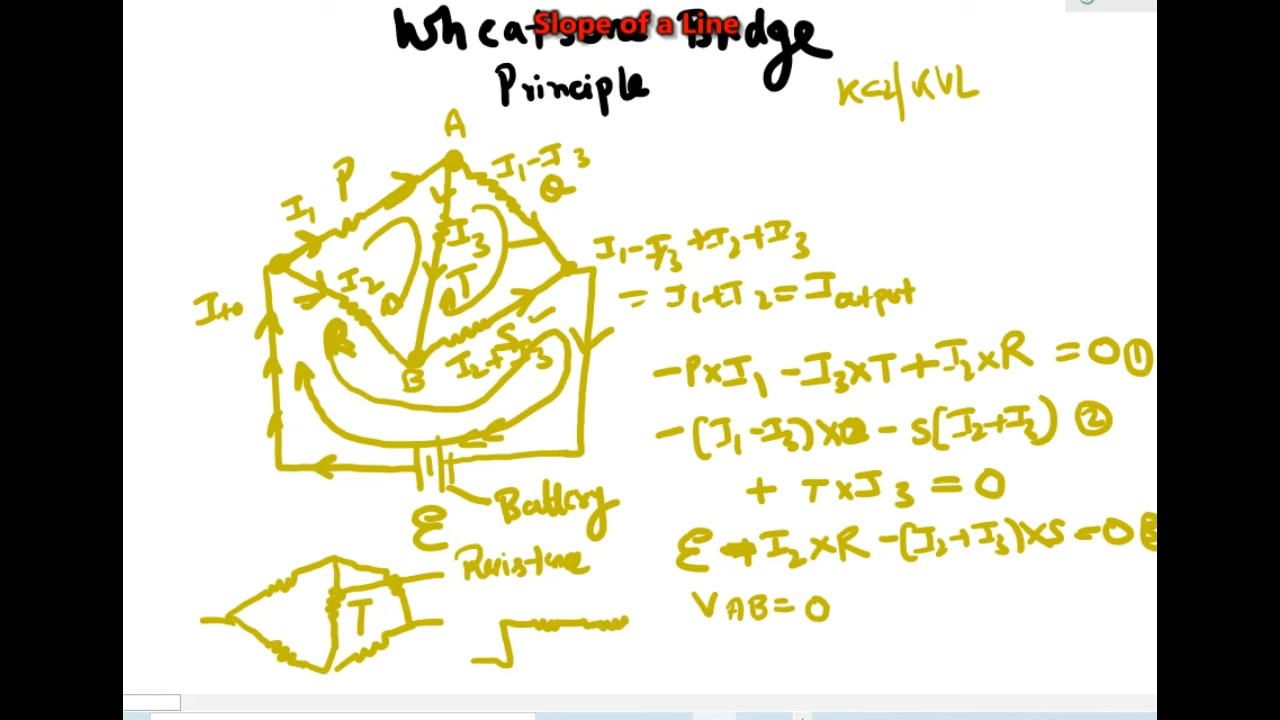 Wheatstone Bridge
Slope of a Line
Principle
KCL/KVL
A
P
I₁
I₁-I₃
Q
I₂
I₃
T
I₁-I₃+I₂+I₃
= I₁+I₂ = Ioutput
R
S
B
I₂+I₃
-P×I₁ -I₃×T+I₂×R =0 ①
-(I₁-I₃)×Q - S(I₂+I₃) ②
+ T×I₃ = 0
Battery
ℰ
ℰ - I₂×R -(I₂+I₃)×S=0
Resistance
VAB=0
T